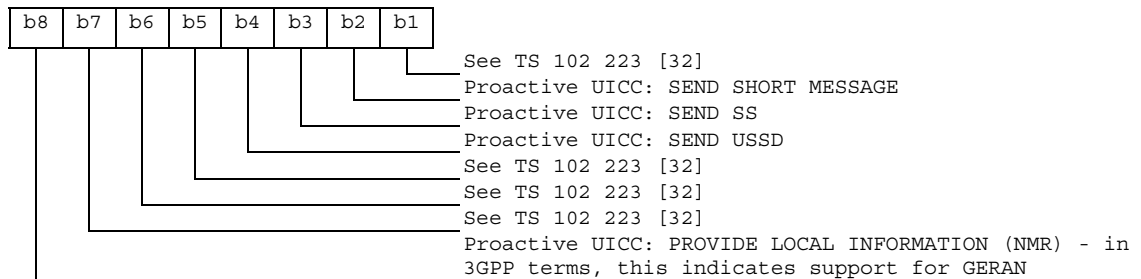 b8 b7 b6 b5 b4 b3 b2 b1
See TS 102 223 [32]
Proactive UICC: SEND SHORT MESSAGE
Proactive UICC: SEND SS
Proactive UICC: SEND USSD
See TS 102 223 [32]
See TS 102 223 [32]
See TS 102 223 [32]
Proactive UICC: PROVIDE LOCAL INFORMATION (NMR) - in
3GPP terms, this indicates support for GERAN